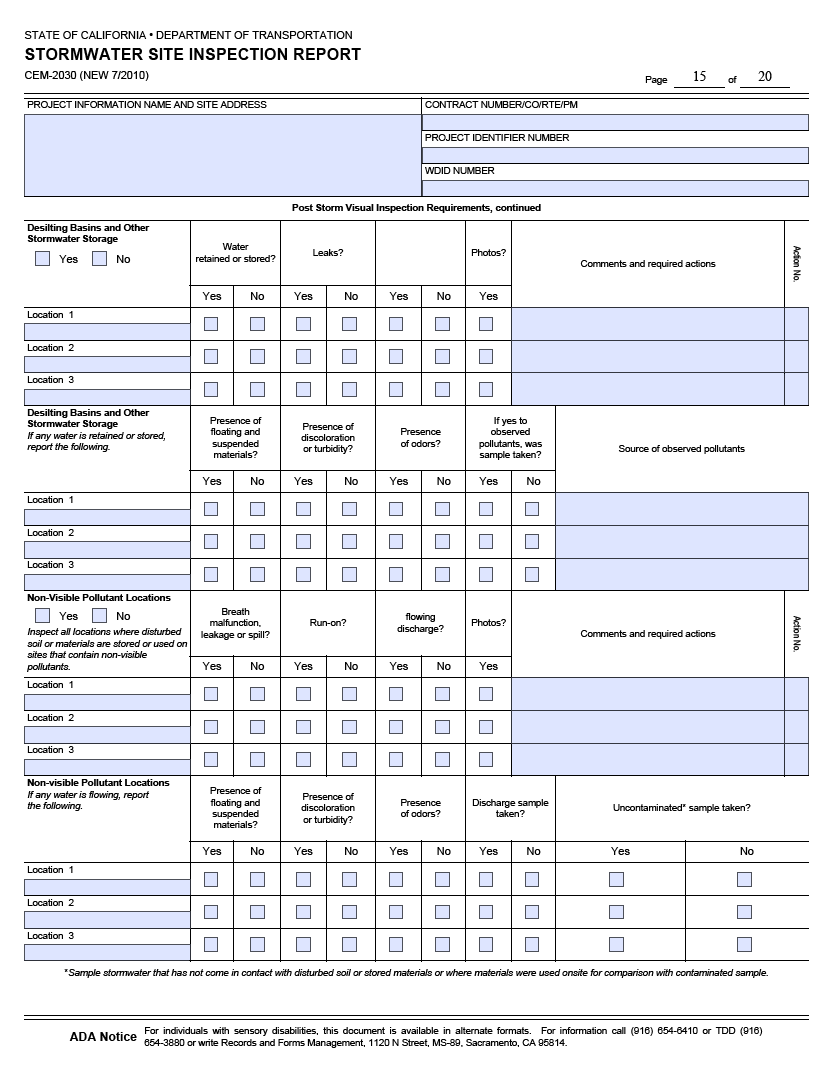 STATE OF CALIFORNIA • DEPARTMENT OF TRANSPORTATION
STORMWATER SITE INSPECTION REPORT
CEM-2030 (NEW 7/2010)
Page 15 of 20
PROJECT INFORMATION NAME AND SITE ADDRESS
CONTRACT NUMBER/CO/RTE/PM
PROJECT IDENTIFIER NUMBER
WDID NUMBER
Post Storm Visual Inspection Requirements, continued
Desilting Basins and Other
Stormwater Storage
Yes No
Water
retained or stored?
Leaks?
Photos?
Comments and required actions
Action No.
Yes No Yes No Yes No Yes
Location 1
Location 2
Location 3
Desilting Basins and Other
Stormwater Storage
If any water is retained or stored,
report the following.
Presence of
floating and
suspended
materials?
Presence of
discoloration
or turbidity?
Presence
of odors?
If yes to
observed
pollutants, was
sample taken?
Source of observed pollutants
Yes No Yes No Yes No Yes No
Location 1
Location 2
Location 3
Non-Visible Pollutant Locations
Yes No
Inspect all locations where disturbed
soil or materials are stored or used on
sites that contain non-visible
pollutants.
Breath
malfunction,
leakage or spill?
Run-on?
flowing
discharge?
Photos?
Comments and required actions
Action No.
Yes No Yes No Yes No Yes
Location 1
Location 2
Location 3
Non-visible Pollutant Locations
If any water is flowing, report
the following.
Presence of
floating and
suspended
materials?
Presence of
discoloration
or turbidity?
Presence
of odors?
Discharge sample
taken?
Uncontaminated* sample taken?
Yes No Yes No Yes No Yes No Yes No
Location 1
Location 2
Location 3
*Sample stormwater that has not come in contact with disturbed soil or stored materials or where materials were used onsite for comparison with contaminated sample.
ADA Notice
For individuals with sensory disabilities, this document is available in alternate formats. For information call (916) 654-6410 or TDD (916)
654-3880 or write Records and Forms Management, 1120 N Street, MS-89, Sacramento, CA 95814.